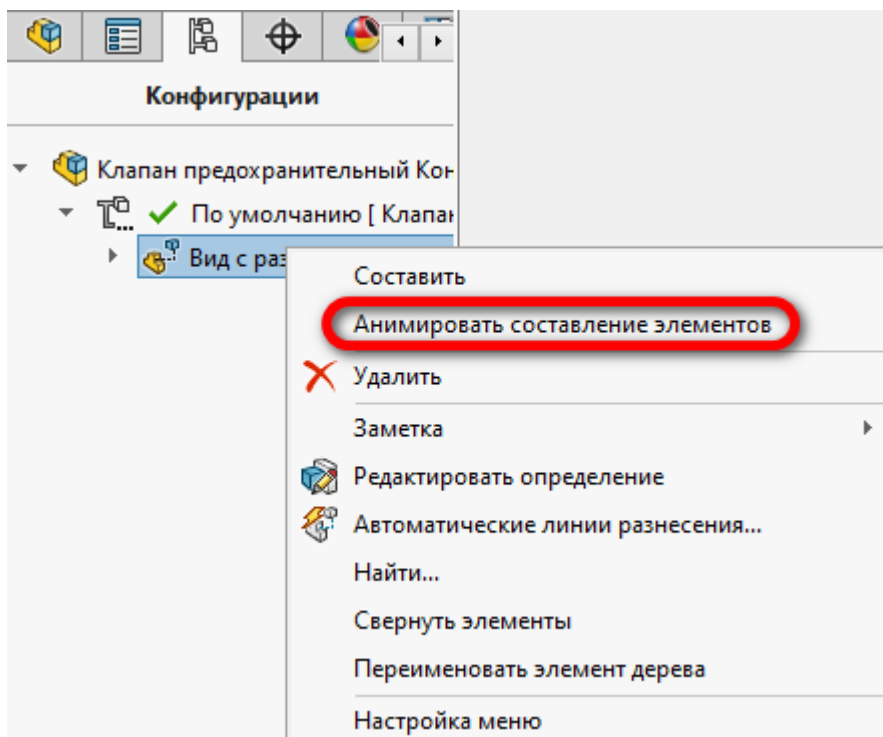 Конфигурации
Клапан предохранительный Кон
По умолчанию [ Клапан
Вид с раз
Составить
Анимировать составление элементов
Удалить
Заметка
Редактировать определение
Автоматические линии разнесения...
Найти...
Свернуть элементы
Переименовать элемент дерева
Настройка меню